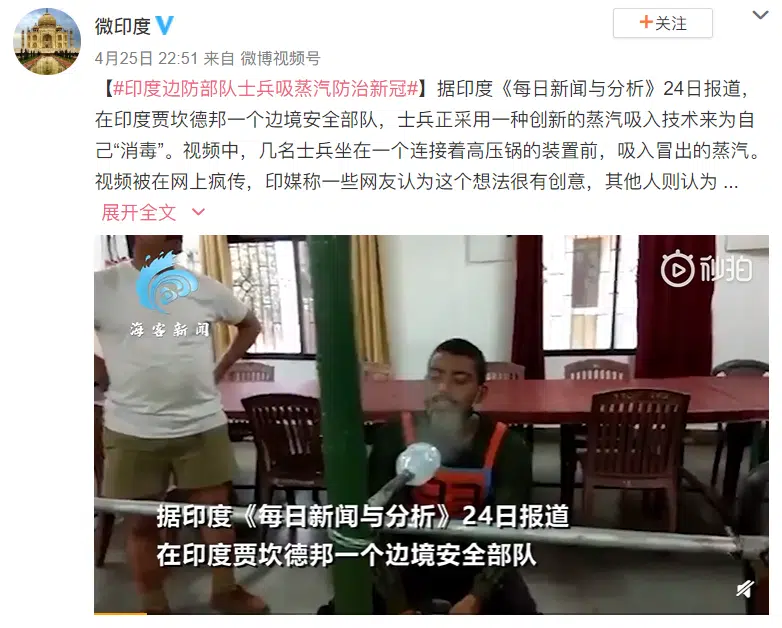 微印度
+关注
4月25日 22:51 来自 微博视频号
【#印度边防部队士兵吸蒸汽防治新冠#】据印度《每日新闻与分析》24日报道，
在印度贾坎德邦一个边境安全部队，士兵正采用一种创新的蒸汽吸入技术来为自
己“消毒”。视频中，几名士兵坐在一个连接着高压锅的装置前，吸入冒出的蒸汽。
视频被在网上疯传，印媒称一些网友认为这个想法很有创意，其他人则认为 ...
展开全文
秒拍
海客新闻
据印度《每日新闻与分析》24日报道
在印度贾坎德邦一个边境安全部队